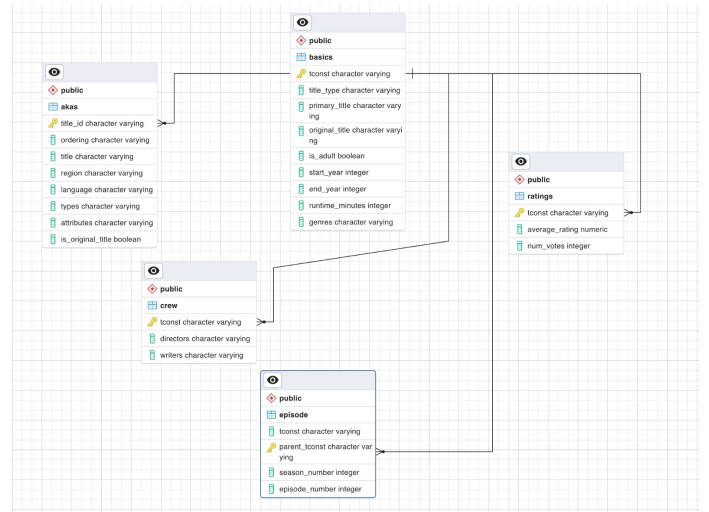 public
basics
tconst character varying
title_type character varying
primary_title character vary
ing
original_title character varyi
ng
is_adult boolean
start_year integer
end_year integer
runtime_minutes integer
genres character varying
public
akas
title_id character varying
ordering character varying
title character varying
region character varying
language character varying
types character varying
attributes character varying
is_original_title boolean
public
ratings
tconst character varying
average_rating numeric
num_votes integer
public
crew
tconst character varying
directors character varying
writers character varying
public
episode
tconst character varying
parent_tconst character var
ying
season_number integer
episode_number integer